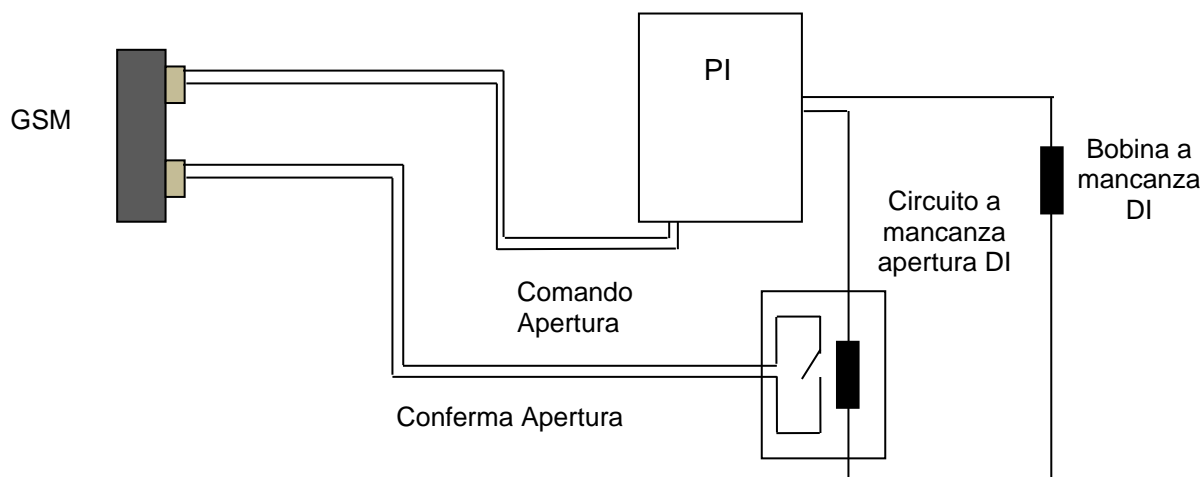 PI
GSM
Bobina a
mancanza
DI
Circuito a
mancanza
apertura DI
Comando
Apertura
Conferma Apertura